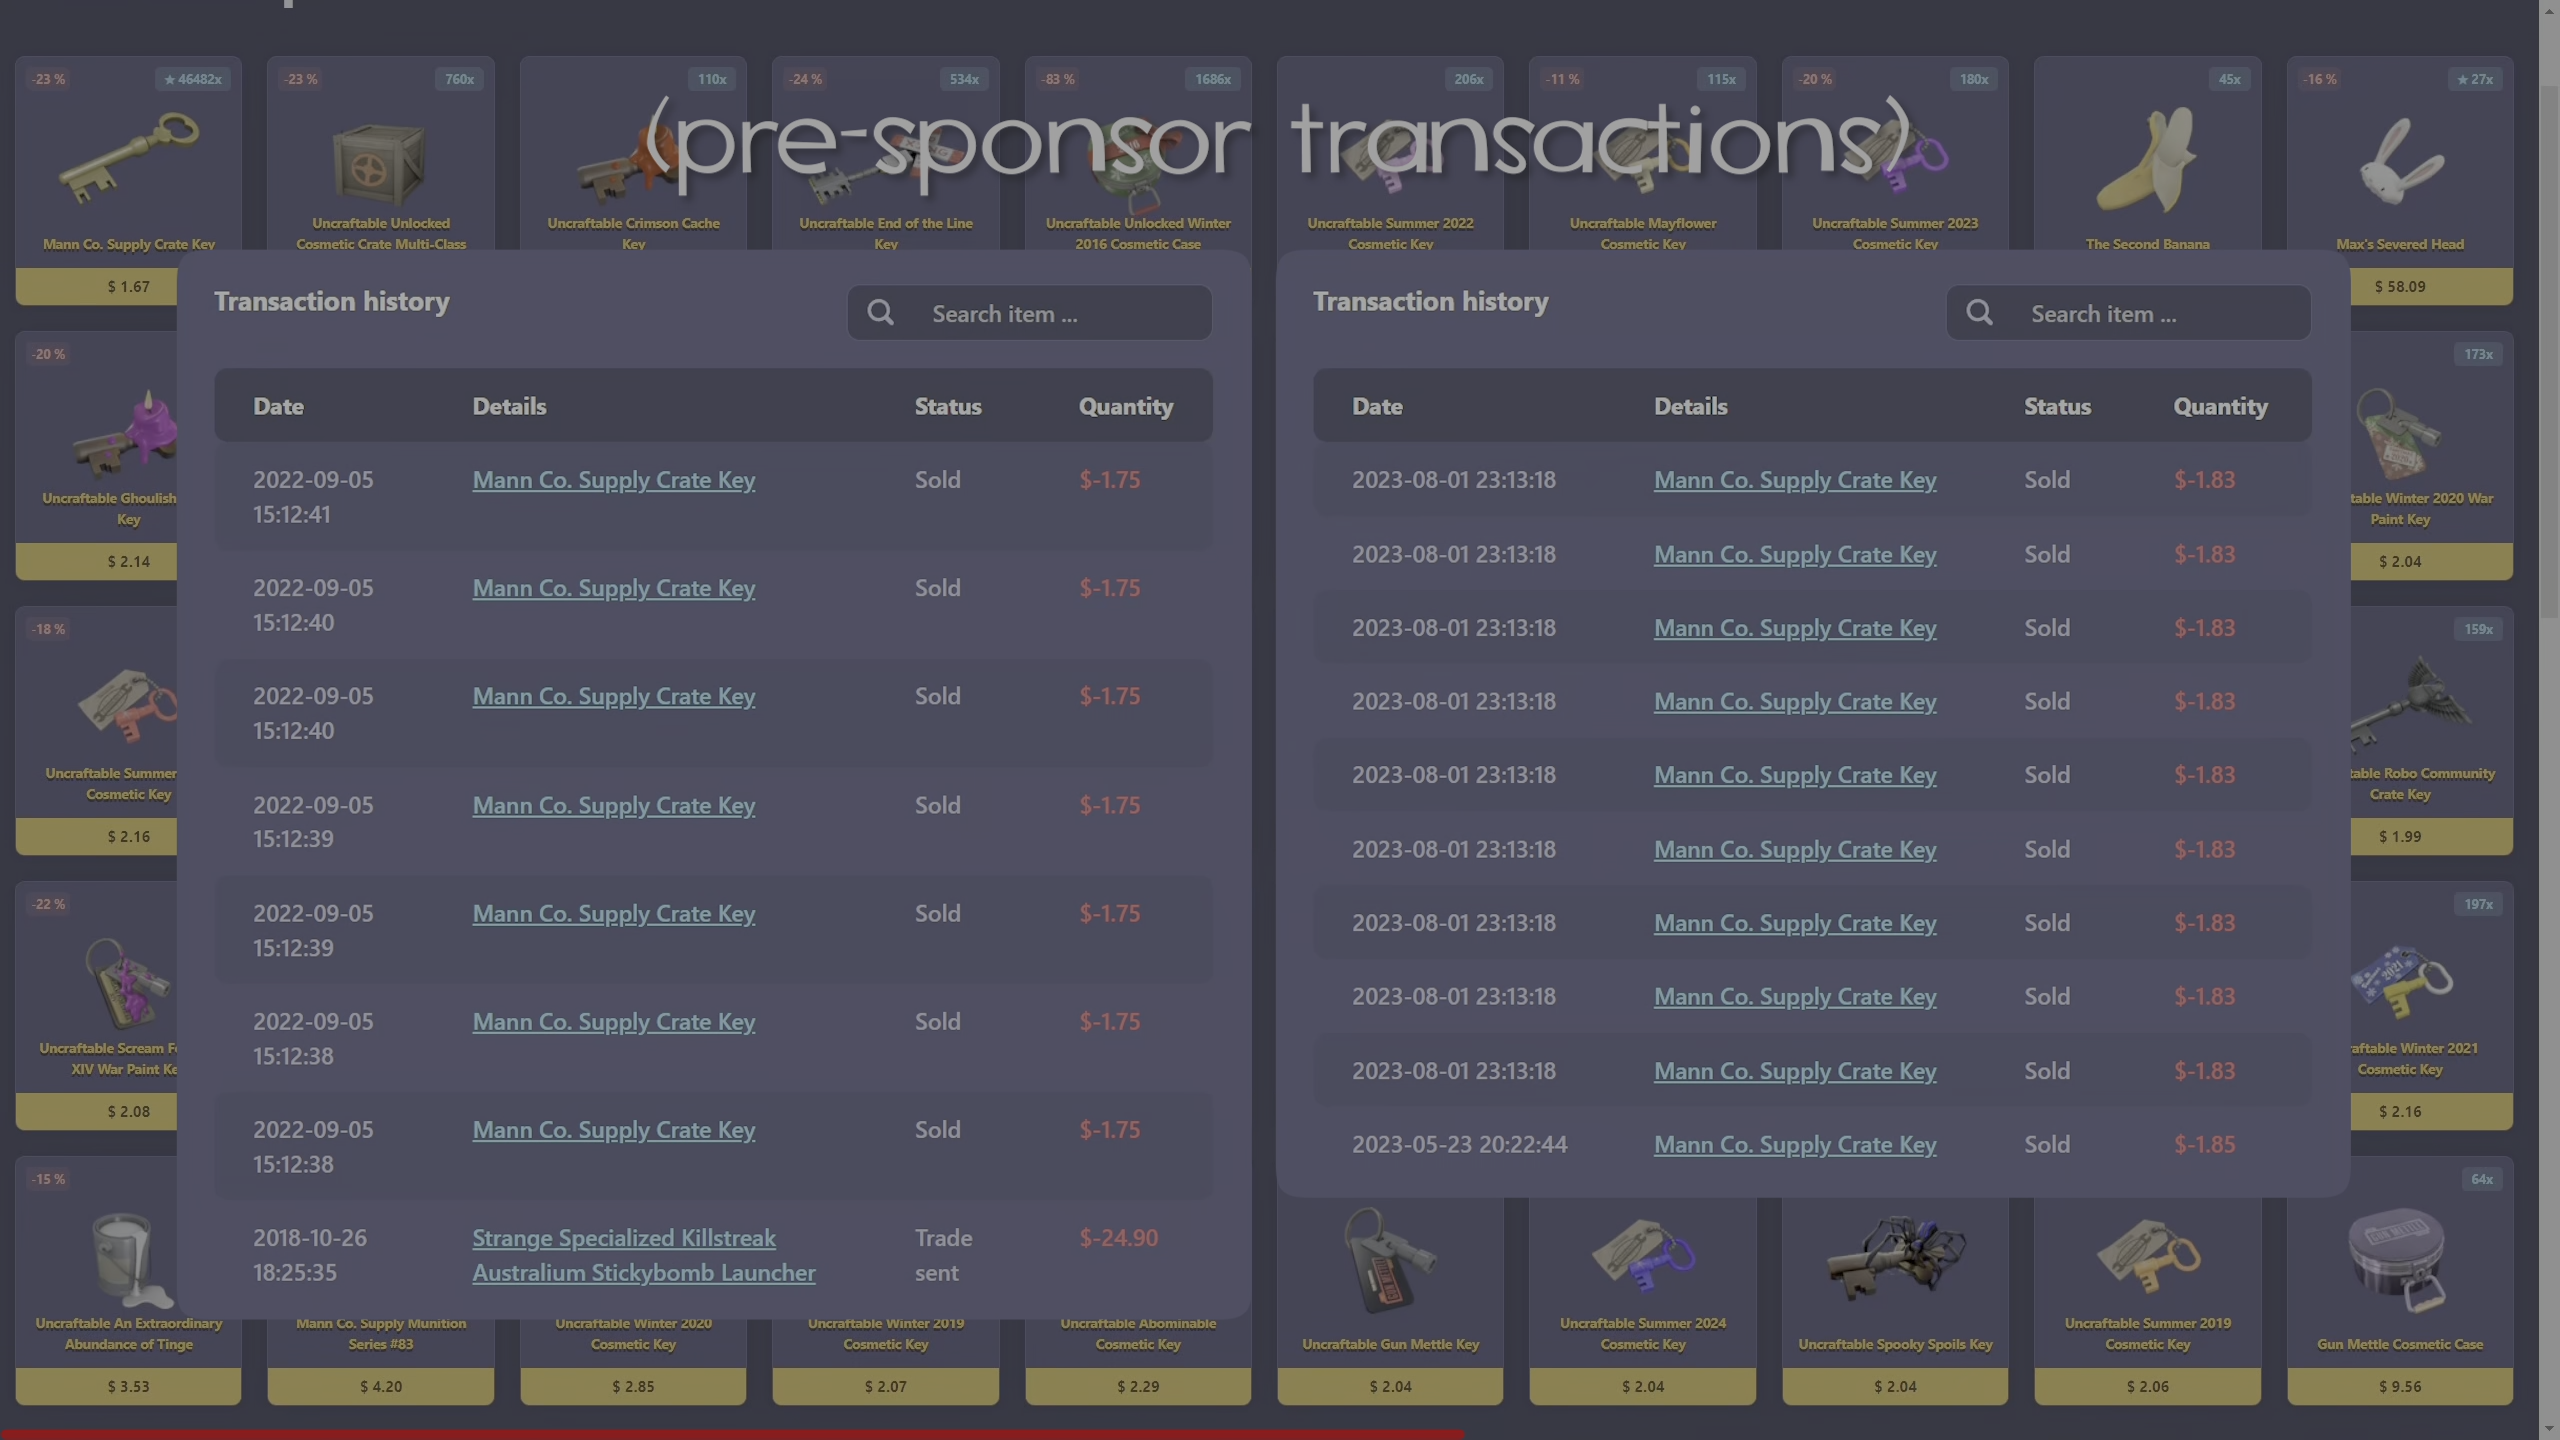 -23 %
★ 46482x
-23 %
760x
110x
-24 %
534x
-83 %
1686x
206x
-11 %
115x
-20 %
180x
45x
-16 %
★ 27x
(pre-sponsor transactions)
Mann Co. Supply Crate Key
Uncraftable Unlocked
Cosmetic Crate Multi-Class
Uncraftable Crimson Cache
Key
Uncraftable End of the Line
Key
Uncraftable Unlocked Winter
2016 Cosmetic Case
Uncraftable Summer 2022
Cosmetic Key
Uncraftable Mayflower
Cosmetic Key
Uncraftable Summer 2023
Cosmetic Key
The Second Banana
Max's Severed Head
$ 1.67
$ 58.09
Transaction history
Search item ...
Date Details Status Quantity
2022-09-05
15:12:41
Mann Co. Supply Crate Key
Sold
$-1.75
2022-09-05
15:12:40
Mann Co. Supply Crate Key
Sold
$-1.75
2022-09-05
15:12:40
Mann Co. Supply Crate Key
Sold
$-1.75
2022-09-05
15:12:39
Mann Co. Supply Crate Key
Sold
$-1.75
2022-09-05
15:12:39
Mann Co. Supply Crate Key
Sold
$-1.75
2022-09-05
15:12:38
Mann Co. Supply Crate Key
Sold
$-1.75
2022-09-05
15:12:38
Mann Co. Supply Crate Key
Sold
$-1.75
2018-10-26
18:25:35
Strange Specialized Killstreak
Australium Stickybomb Launcher
Trade
sent
$-24.90
Transaction history
Search item ...
Date Details Status Quantity
2023-08-01 23:13:18 Mann Co. Supply Crate Key Sold $-1.83
2023-08-01 23:13:18 Mann Co. Supply Crate Key Sold $-1.83
2023-08-01 23:13:18 Mann Co. Supply Crate Key Sold $-1.83
2023-08-01 23:13:18 Mann Co. Supply Crate Key Sold $-1.83
2023-08-01 23:13:18 Mann Co. Supply Crate Key Sold $-1.83
2023-08-01 23:13:18 Mann Co. Supply Crate Key Sold $-1.83
2023-08-01 23:13:18 Mann Co. Supply Crate Key Sold $-1.83
2023-08-01 23:13:18 Mann Co. Supply Crate Key Sold $-1.83
2023-08-01 23:13:18 Mann Co. Supply Crate Key Sold $-1.83
2023-05-23 20:22:44 Mann Co. Supply Crate Key Sold $-1.85
-20 %
Uncraftable Ghoulish
Key
$ 2.14
173x
Winter 2020 War
Paint Key
$ 2.04
-18 %
Uncraftable Summer
Cosmetic Key
$ 2.16
159x
Robo Community
Crate Key
$ 1.99
-22 %
Uncraftable Scream
XIV War Paint
$ 2.08
197x
2021
Winter 2021
Cosmetic Key
$ 2.16
-15 %
64x
Uncraftable An Extraordinary
Abundance of Tinge
$ 3.53
Mann Co. Supply Munition
Series #83
$ 4.20
Uncraftable Winter 2020
Cosmetic Key
$ 2.85
Uncraftable Winter 2019
Cosmetic Key
$ 2.07
Uncraftable Abominable
Cosmetic Key
$ 2.29
Uncraftable Gun Mettle Key
$ 2.04
Uncraftable Summer 2024
Cosmetic Key
$ 2.04
Uncraftable Spooky Spoils Key
$ 2.04
Uncraftable Summer 2019
Cosmetic Key
$ 2.06
Gun Mettle Cosmetic Case
$ 9.56